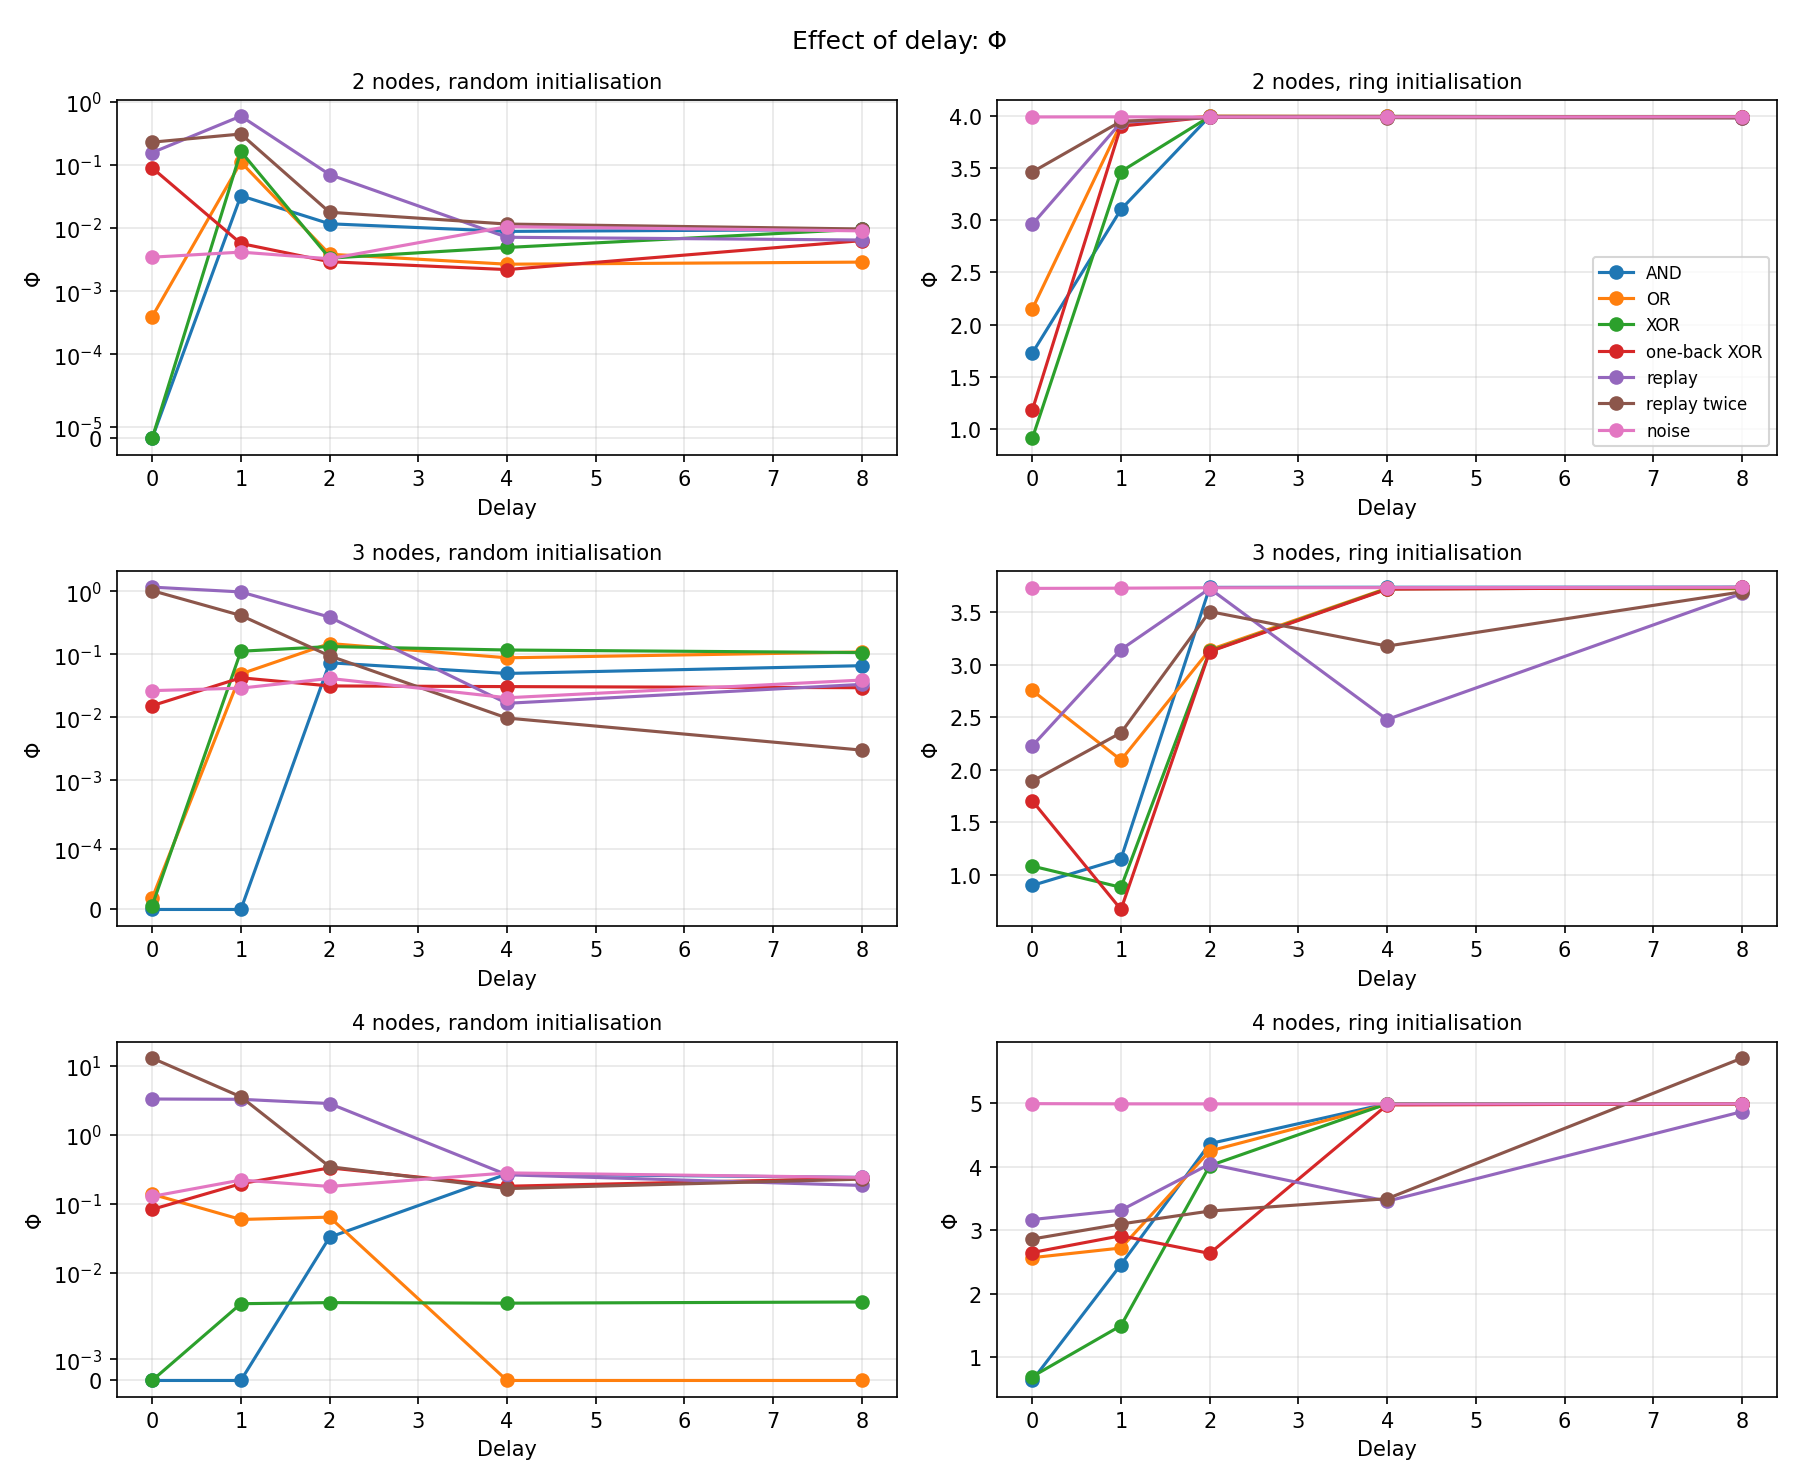 Effect of delay: Φ
2 nodes, random initialisation
10⁰
10⁻¹
10⁻²
10⁻³
10⁻⁴
10⁻⁵
0
Φ
0 1 2 3 4 5 6 7 8
Delay
2 nodes, ring initialisation
4.0
3.5
3.0
2.5
2.0
1.5
1.0
Φ
AND
OR
XOR
one-back XOR
replay
replay twice
noise
0 1 2 3 4 5 6 7 8
Delay
3 nodes, random initialisation
10⁰
10⁻¹
10⁻²
10⁻³
10⁻⁴
0
Φ
0 1 2 3 4 5 6 7 8
Delay
3 nodes, ring initialisation
3.5
3.0
2.5
2.0
1.5
1.0
Φ
0 1 2 3 4 5 6 7 8
Delay
4 nodes, random initialisation
10¹
10⁰
10⁻¹
10⁻²
10⁻³
0
Φ
0 1 2 3 4 5 6 7 8
Delay
4 nodes, ring initialisation
5
4
3
2
1
Φ
0 1 2 3 4 5 6 7 8
Delay